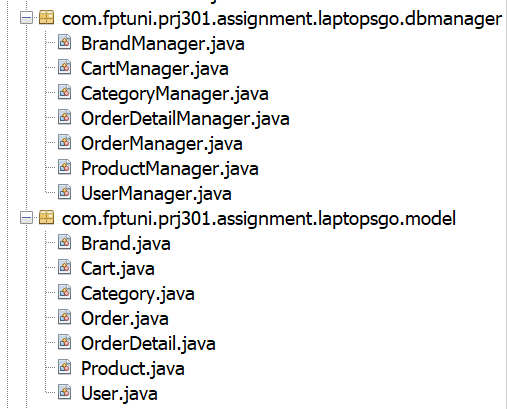 com.fptuni.prj301.assignment.laptopsgo.dbmanager
BrandManager.java
CartManager.java
CategoryManager.java
OrderDetailManager.java
OrderManager.java
ProductManager.java
UserManager.java
com.fptuni.prj301.assignment.laptopsgo.model
Brand.java
Cart.java
Category.java
Order.java
OrderDetail.java
Product.java
User.java